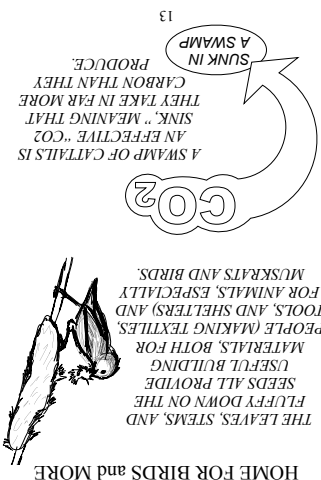 HOME FOR BIRDS and MORE
THE LEAVES, STEMS, AND
FLUFFY DOWN ON THE
SEEDS ALL PROVIDE
USEFUL BUILDING
MATERIALS, BOTH FOR
PEOPLE (MAKING TEXTILES,
TOOLS, AND SHELTERS) AND
FOR ANIMALS, ESPECIALLY
MUSKRATS AND BIRDS.
CO2
A SWAMP OF CATTAILS IS
AN EFFECTIVE "CO2
SINK," MEANING THAT
THEY TAKE IN FAR MORE
CARBON THAN THEY
PRODUCE.
SUNK IN
A SWAMP
13